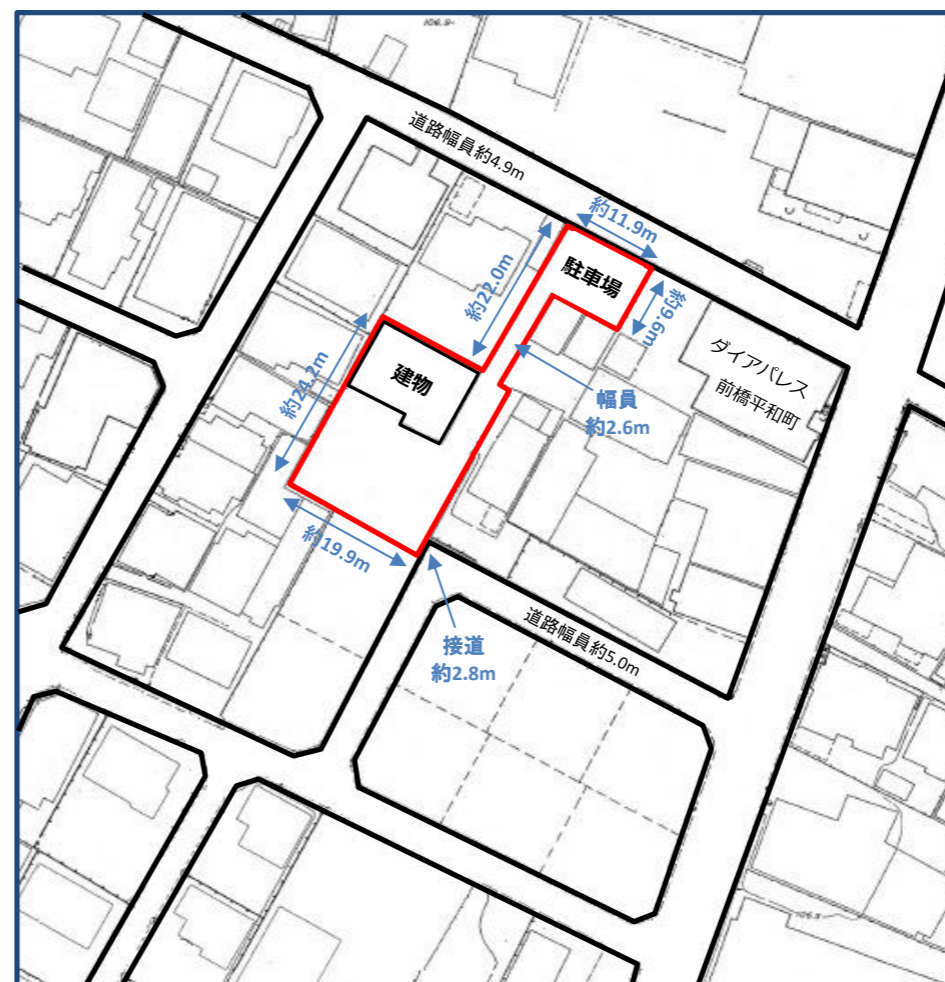 106.9
道路幅員約4.9m
約11.9m
駐車場
約22.0m
約9.6m
ダイアパレス
前橋平和町
建物
約24.2m
幅員
約2.6m
約19.9m
接道
約2.8m
道路幅員約5.0m